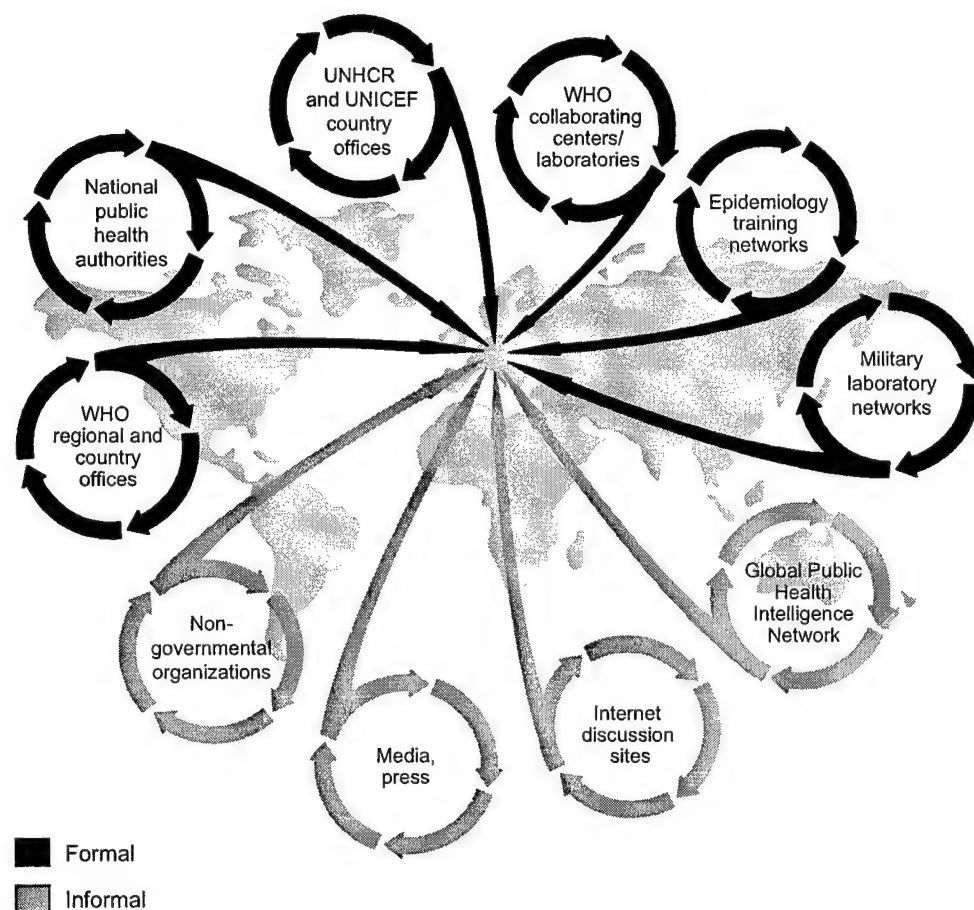 UNHCR
and UNICEF
country
offices
WHO
collaborating
centers/
laboratories
National
public
health
authorities
Epidemiology
training
networks
Military
laboratory
networks
WHO
regional and
country
offices
Global Public
Health
Intelligence
Network
Non-
governmental
organizations
Internet
discussion
sites
Media,
press
Formal
Informal